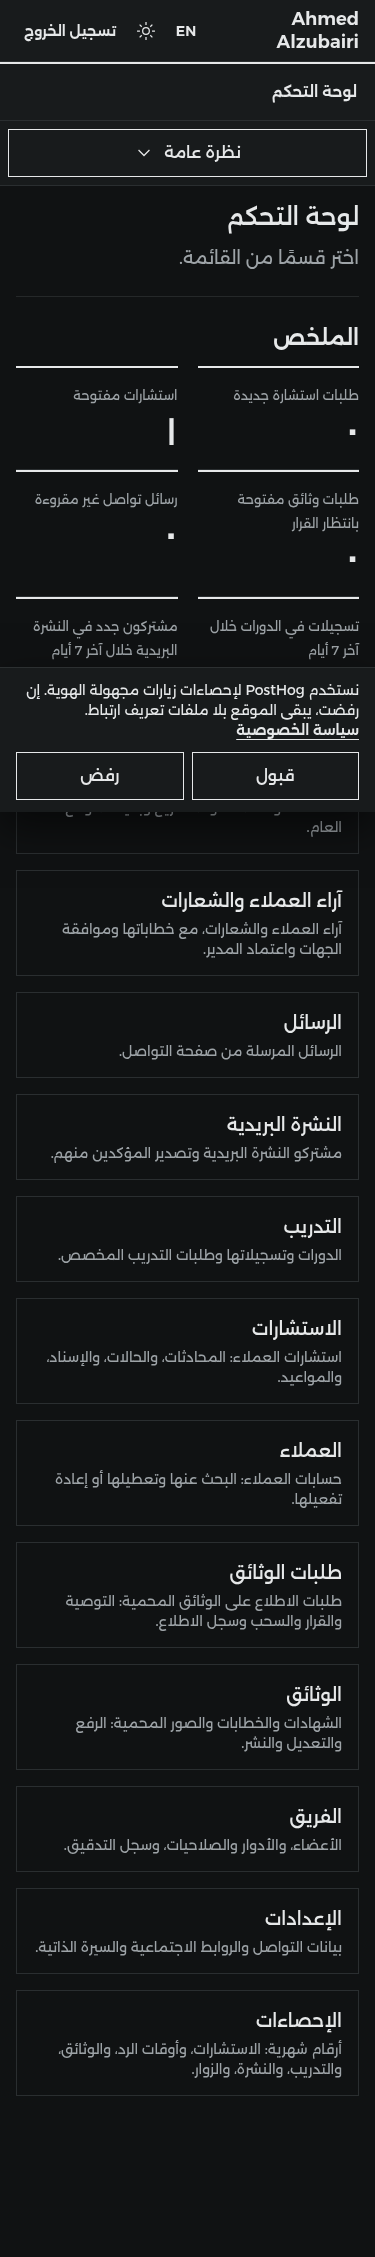 Ahmed
Alzubairi
EN
تسجيل الخروج
لوحة التحكم
نظرة عامة
لوحة التحكم
اختر قسمًا من القائمة.
الملخص
طلبات استشارة جديدة
٠
استشارات مفتوحة
١
طلبات وثائق مفتوحة
بانتظار القرار
٠
رسائل تواصل غير مقروءة
٠
تسجيلات في الدورات خلال
آخر 7 أيام
مشتركون جدد في النشرة
البريدية خلال آخر 7 أيام
نستخدم PostHog لإحصاءات زيارات مجهولة الهوية. إن
رفضت، يبقى الموقع بلا ملفات تعريف ارتباط.
سياسة الخصوصية
قبول
رفض
العام.
آراء العملاء والشعارات
آراء العملاء والشعارات، مع خطاباتها وموافقة
الجهات واعتماد المدير.
الرسائل
الرسائل المرسلة من صفحة التواصل.
النشرة البريدية
مشتركو النشرة البريدية وتصدير المؤكدين منهم.
التدريب
الدورات وتسجيلاتها وطلبات التدريب المخصص.
الاستشارات
استشارات العملاء: المحادثات، والحالات، والإسناد،
والمواعيد.
العملاء
حسابات العملاء: البحث عنها وتعطيلها أو إعادة
تفعيلها.
طلبات الوثائق
طلبات الاطلاع على الوثائق المحمية: التوصية
والقرار والسحب وسجل الاطلاع.
الوثائق
الشهادات والخطابات والصور المحمية: الرفع
والتعديل والنشر.
الفريق
الأعضاء، والأدوار والصلاحيات، وسجل التدقيق.
الإعدادات
بيانات التواصل والروابط الاجتماعية والسيرة الذاتية.
الإحصاءات
أرقام شهرية: الاستشارات، وأوقات الرد، والوثائق،
والتدريب، والنشرة، والزوار.